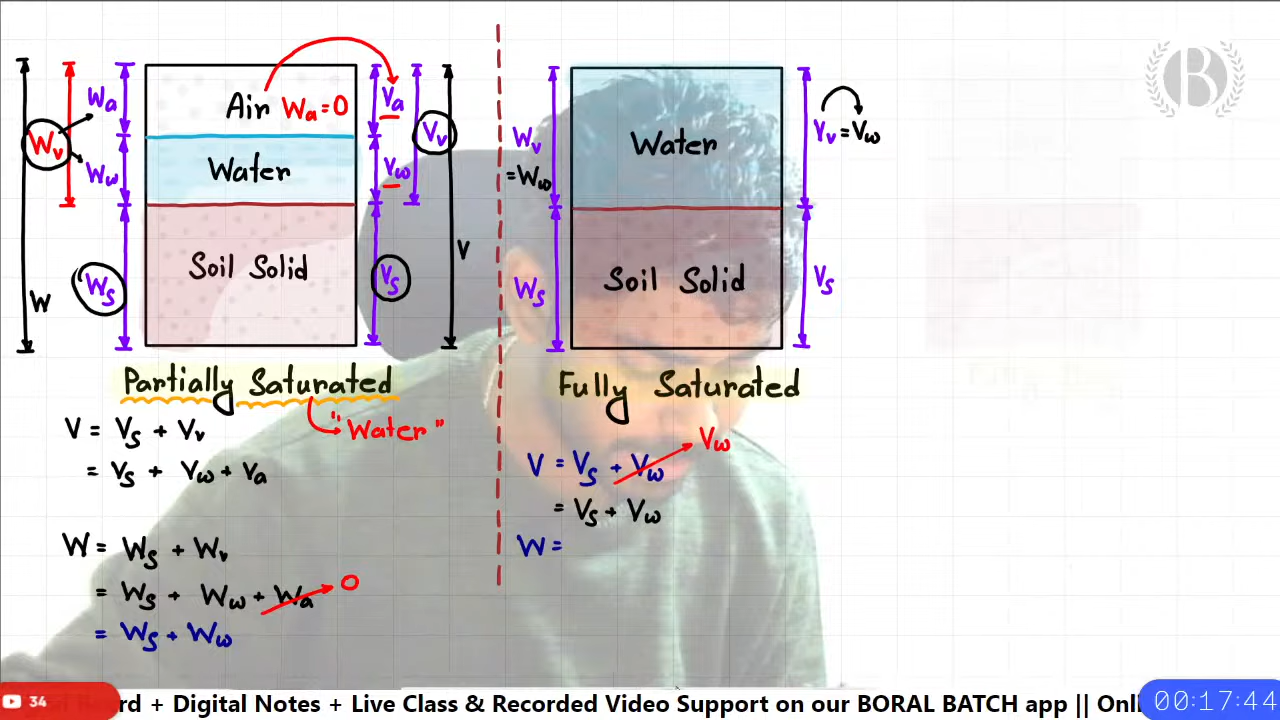 Air Wa=0
Water
Soil Solid
W
Wv
Wa
Ww
Ws
Va
Vw
Vv
Vs
V
Partially Saturated
"Water"
V = Vs + Vv
= Vs + Vw + Va
W = Ws + Wv
= Ws + Ww + Wa 0
= Ws + Ww
Water
Soil Solid
Wv
=Ww
Ws
Vv = Vw
Vs
Fully Saturated
V = Vs + Vw Vw
= Vs + Vw
W =
B
34
rd + Digital Notes + Live Class & Recorded Video Support on our BORAL BATCH app || Onl
00:17:44